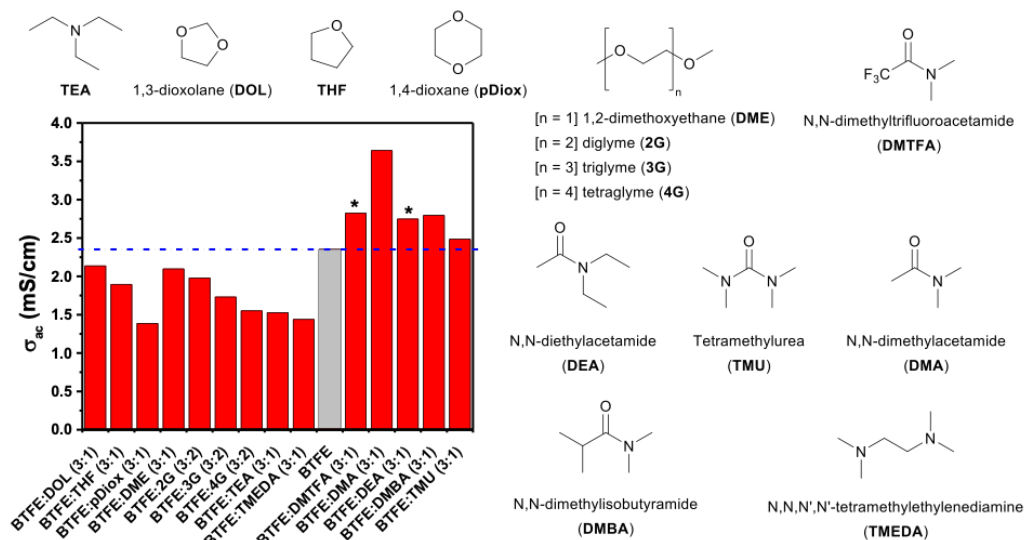 N
TEA
O
O
1,3-dioxolane (DOL)
O
THF
O
O
1,4-dioxane (pDiox)
O
O
n
[n = 1] 1,2-dimethoxyethane (DME)
[n = 2] diglyme (2G)
[n = 3] triglyme (3G)
[n = 4] tetraglyme (4G)
O
F₃C
N
N,N-dimethyltrifluoroacetamide
(DMTFA)
σac (mS/cm)
4.0
3.5
3.0
2.5
2.0
1.5
1.0
0.5
0.0
*
*
BTFE:DOL (3:1)
BTFE:THF (3:1)
BTFE:pDiox (3:1)
BTFE:DME (3:1)
BTFE:2G (3:2)
BTFE:3G (3:2)
BTFE:4G (3:2)
BTFE:TEA (3:1)
BTFE:TMEDA (3:1)
BTFE
BTFE:DMTFA (3:1)
BTFE:DMA (3:1)
BTFE:DEA (3:1)
BTFE:DMBA (3:1)
BTFE:TMU (3:1)
O
N
N,N-diethylacetamide
(DEA)
O
N
N
Tetramethylurea
(TMU)
O
N
N,N-dimethylacetamide
(DMA)
O
N
N,N-dimethylisobutyramide
(DMBA)
N
N
N,N,N',N'-tetramethylethylenediamine
(TMEDA)